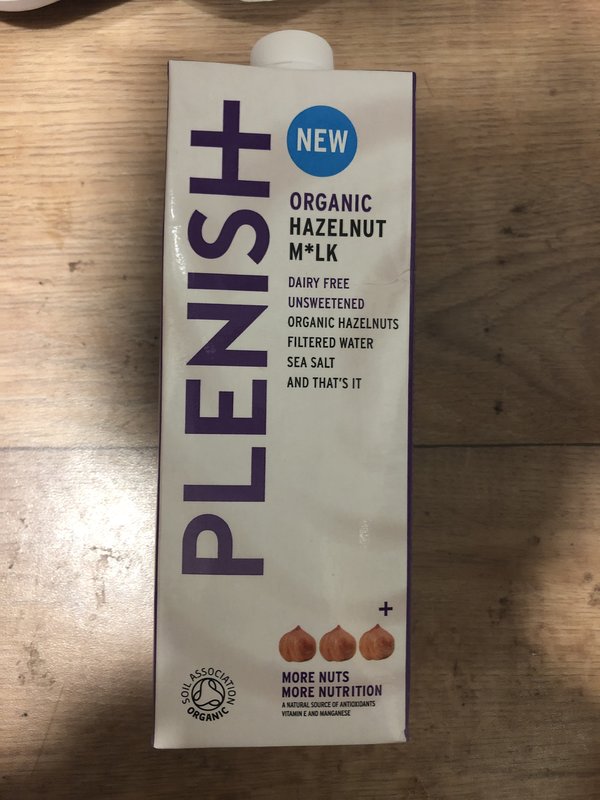 PLENISH
NEW
ORGANIC
HAZELNUT
M*LK
DAIRY FREE
UNSWEETENED
ORGANIC HAZELNUTS
FILTERED WATER
SEA SALT
AND THAT'S IT
+
MORE NUTS
MORE NUTRITION
A NATURAL SOURCE OF ANTIOXIDANTS
VITAMIN E AND MANGANESE
SOIL ASSOCIATION
ORGANIC